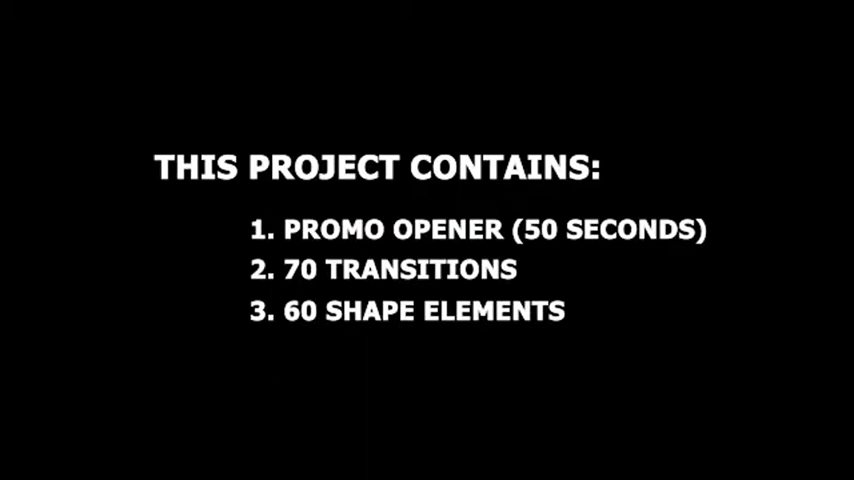 THIS PROJECT CONTAINS:
1. PROMO OPENER (50 SECONDS)
2. 70 TRANSITIONS
3. 60 SHAPE ELEMENTS